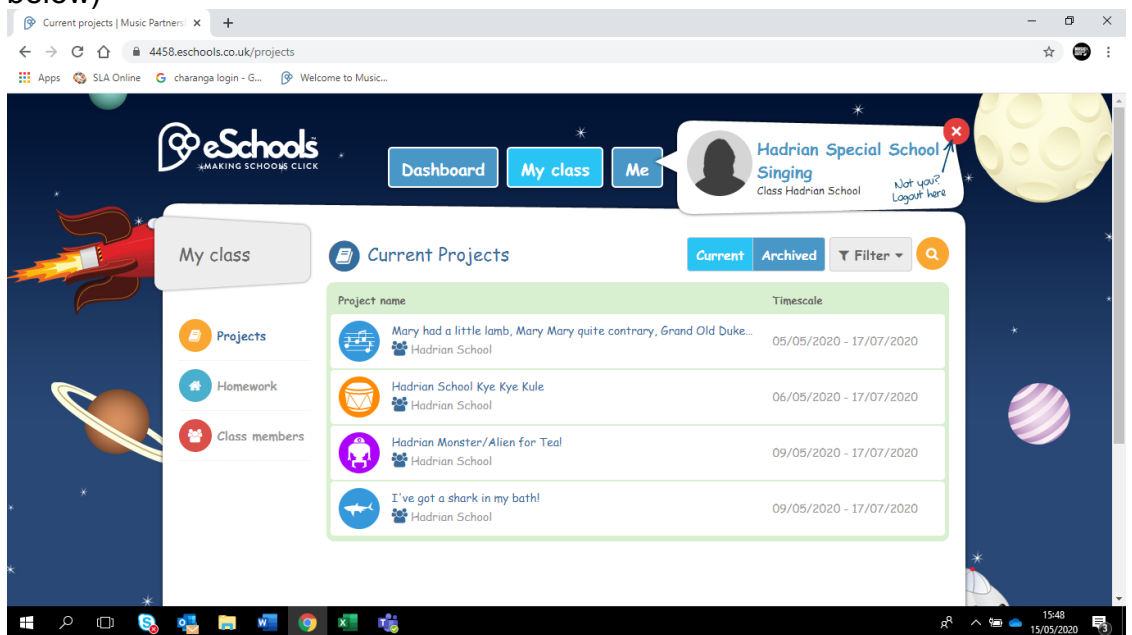 below)
Current projects | Music Partners
4458.eschools.co.uk/projects
Apps SLA Online charanga login - G... Welcome to Music...
eSchools
MAKING SCHOOLS CLICK
Dashboard My class Me
Hadrian Special School
Singing
Class Hadrian School
Not you?
Logout here
My class
Current Projects
Current Archived Filter
Project name Timescale
Projects
Homework
Class members
Mary had a little lamb, Mary Mary quite contrary, Grand Old Duke...
Hadrian School
05/05/2020 - 17/07/2020
Hadrian School Kye Kye Kule
Hadrian School
06/05/2020 - 17/07/2020
Hadrian Monster/Alien for Tea!
Hadrian School
09/05/2020 - 17/07/2020
I've got a shark in my bath!
Hadrian School
09/05/2020 - 17/07/2020
15:48
15/05/2020
3